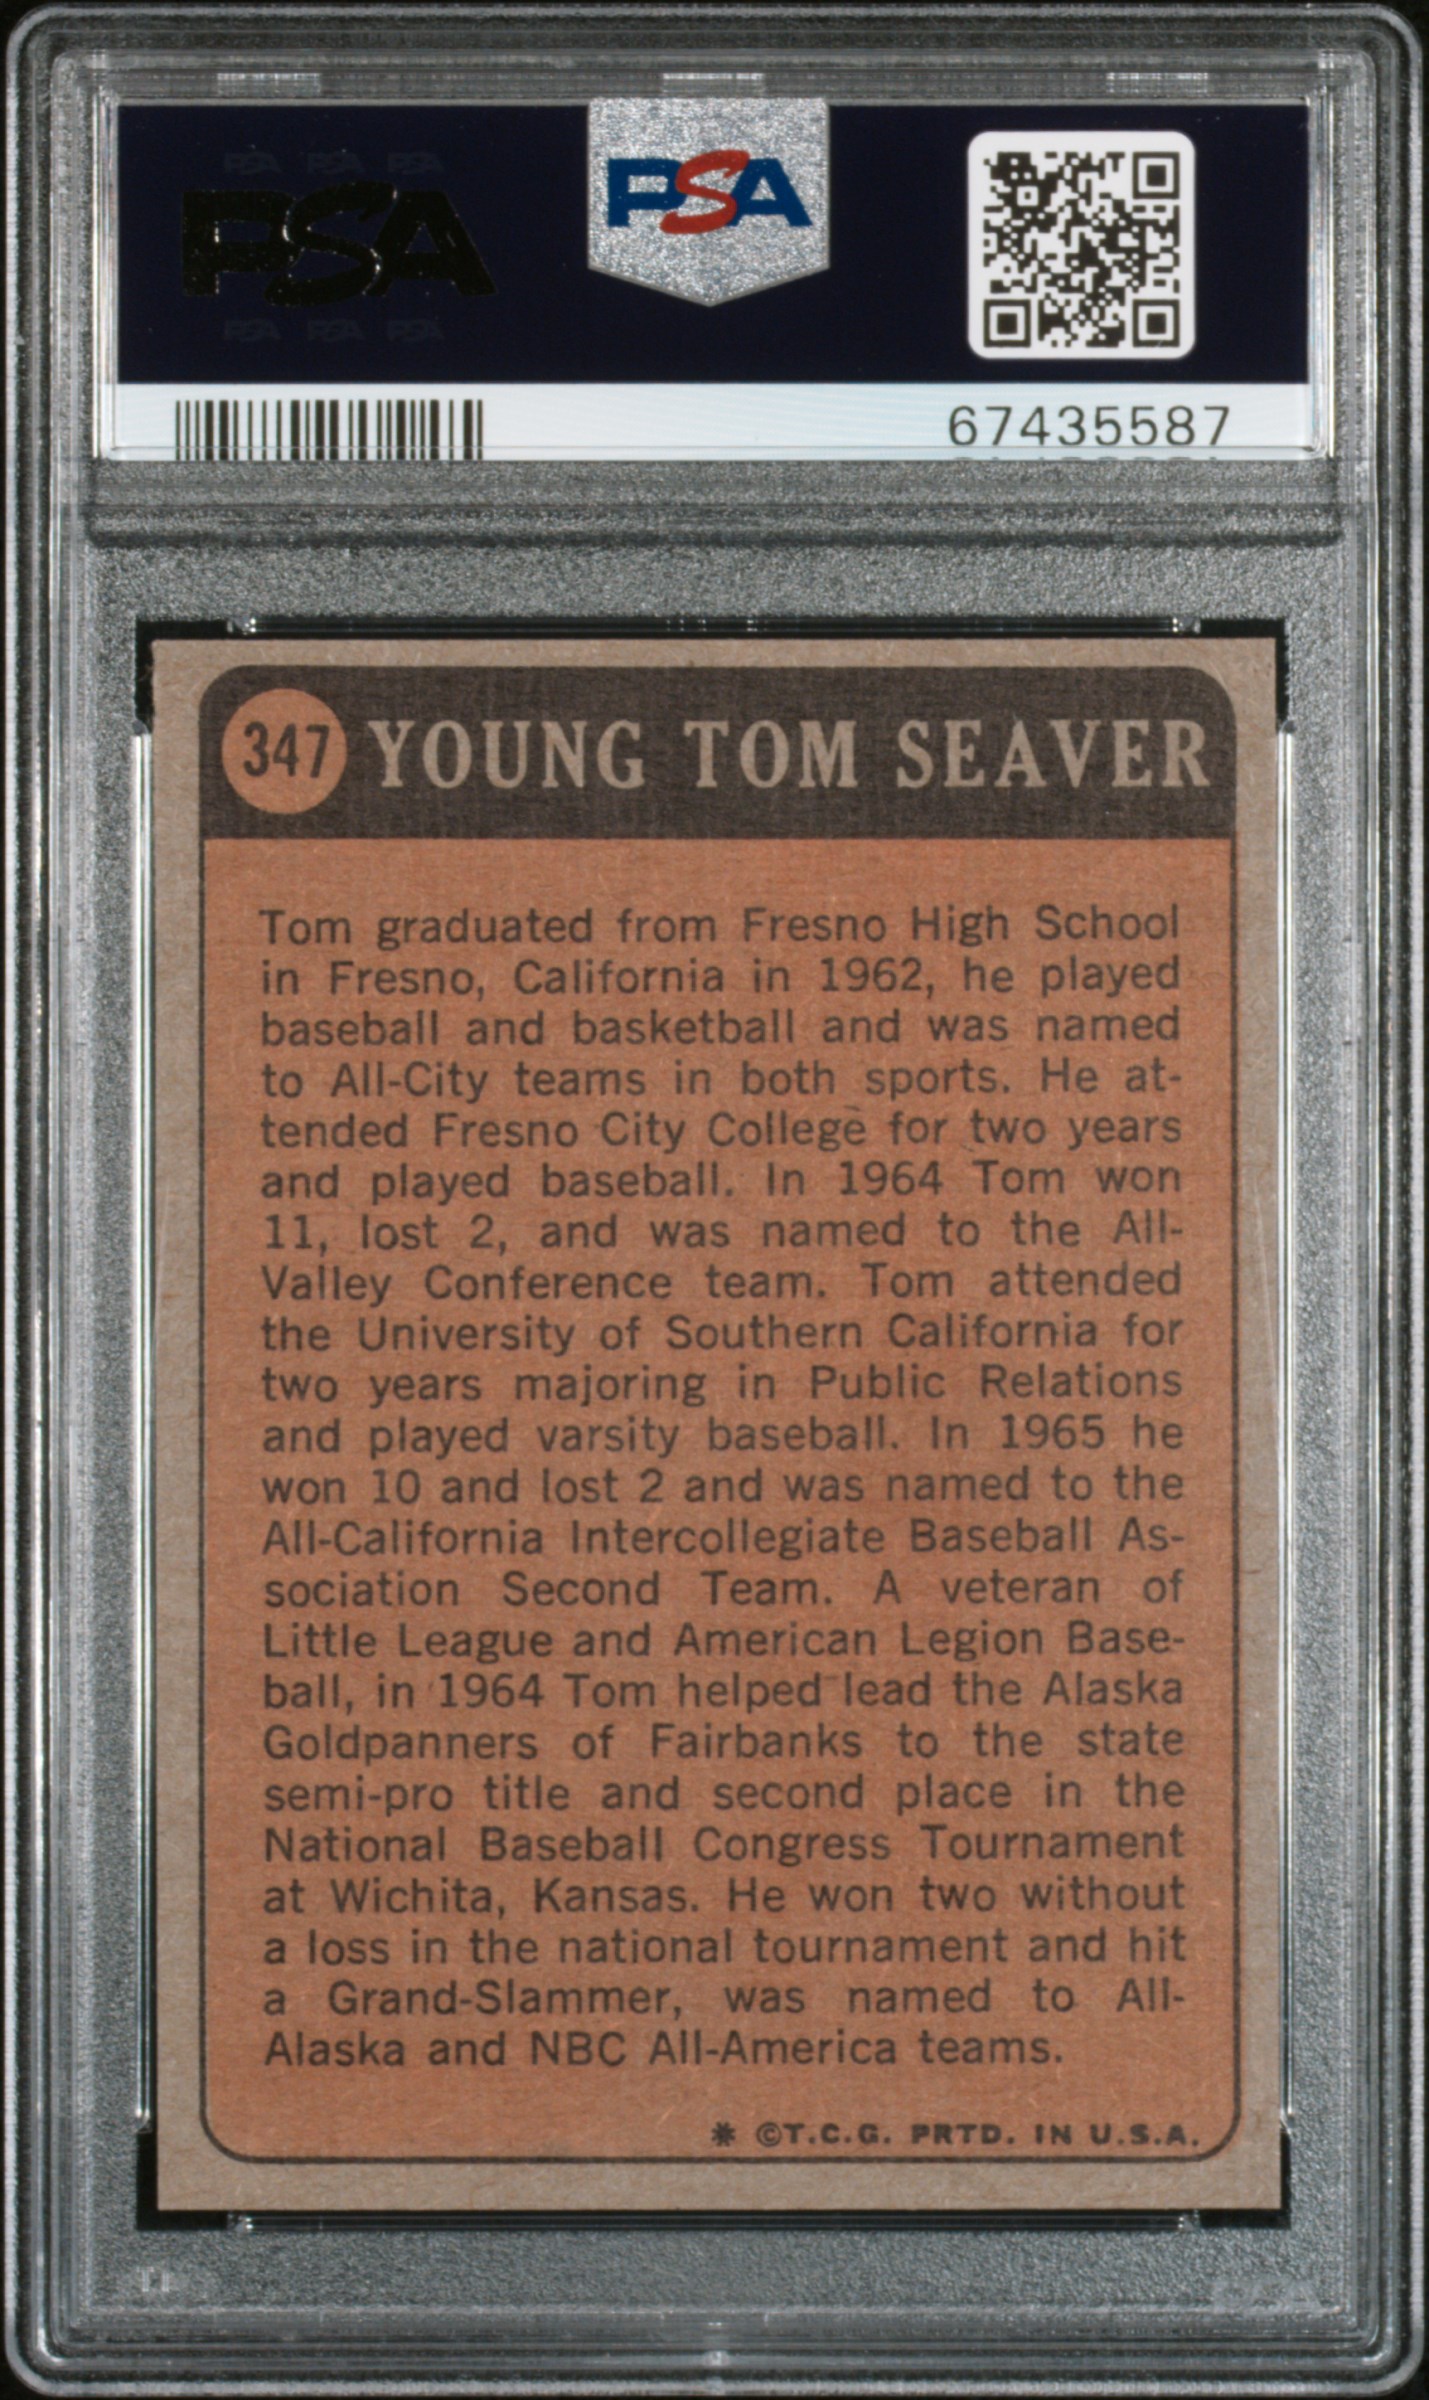 PSA PSA PSA
PSA
PSA PSA PSA
PSA
67435587
347 YOUNG TOM SEAVER
Tom graduated from Fresno High School
in Fresno, California in 1962, he played
baseball and basketball and was named
to All-City teams in both sports. He at-
tended Fresno City College for two years
and played baseball. In 1964 Tom won
11, lost 2, and was named to the All-
Valley Conference team. Tom attended
the University of Southern California for
two years majoring in Public Relations
and played varsity baseball. In 1965 he
won 10 and lost 2 and was named to the
All-California Intercollegiate Baseball As-
sociation Second Team. A veteran of
Little League and American Legion Base-
ball, in 1964 Tom helped lead the Alaska
Goldpanners of Fairbanks to the state
semi-pro title and second place in the
National Baseball Congress Tournament
at Wichita, Kansas. He won two without
a loss in the national tournament and hit
a Grand-Slammer, was named to All-
Alaska and NBC All-America teams.
* ©T.C.G. PRTD. IN U.S.A.